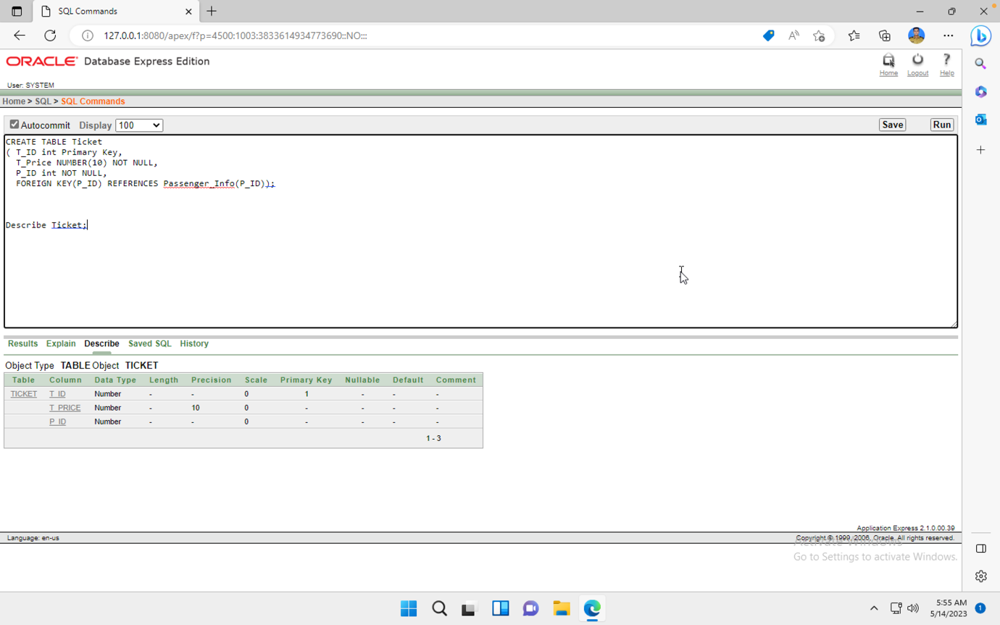 SQL Commands
127.0.0.1:8080/apex/f?p=4500:1003:3833614934773690::NO:::
ORACLE® Database Express Edition
Home Logout Help
User: SYSTEM
Home > SQL > SQL Commands
Autocommit Display 100 Save Run
CREATE TABLE Ticket
( T_ID int Primary Key,
T_Price NUMBER(10) NOT NULL,
P_ID int NOT NULL,
FOREIGN KEY(P_ID) REFERENCES Passenger_Info(P_ID));
Describe Ticket;
Results Explain Describe Saved SQL History
Object Type TABLE Object TICKET
Table Column Data Type Length Precision Scale Primary Key Nullable Default Comment
TICKET T_ID Number - - 0 1 - - -
T_PRICE Number - 10 0 - - - -
P_ID Number - - 0 - - - -
1 - 3
Application Express 2.1.0.00.39
Language: en-us Copyright © 1999, 2006, Oracle. All rights reserved.
Activate Windows
Go to Settings to activate Windows.
5:55 AM
5/14/2023 1